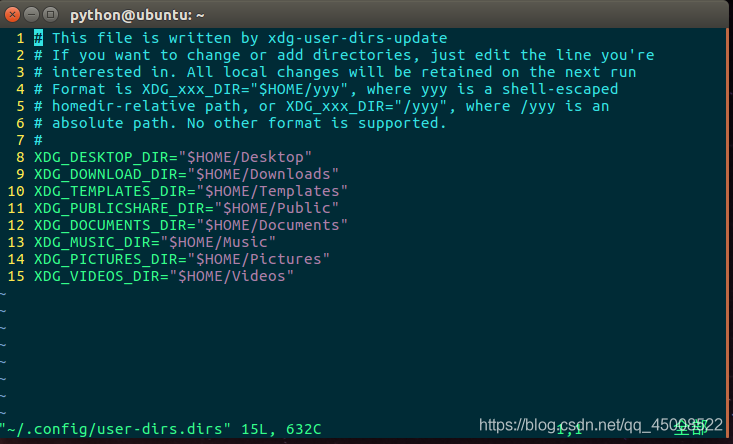 python@ubuntu: ~
1 # This file is written by xdg-user-dirs-update
2 # If you want to change or add directories, just edit the line you're
3 # interested in. All local changes will be retained on the next run
4 # Format is XDG_xxx_DIR="$HOME/yyy", where yyy is a shell-escaped
5 # homedir-relative path, or XDG_xxx_DIR="/yyy", where /yyy is an
6 # absolute path. No other format is supported.
7 #
8 XDG_DESKTOP_DIR="$HOME/Desktop"
9 XDG_DOWNLOAD_DIR="$HOME/Downloads"
10 XDG_TEMPLATES_DIR="$HOME/Templates"
11 XDG_PUBLICSHARE_DIR="$HOME/Public"
12 XDG_DOCUMENTS_DIR="$HOME/Documents"
13 XDG_MUSIC_DIR="$HOME/Music"
14 XDG_PICTURES_DIR="$HOME/Pictures"
15 XDG_VIDEOS_DIR="$HOME/Videos"
~
~
~
~
~
~
~
~
"~/.config/user-dirs.dirs" 15L, 632C 1,1 全部
https://blog.csdn.net/qq_45008522